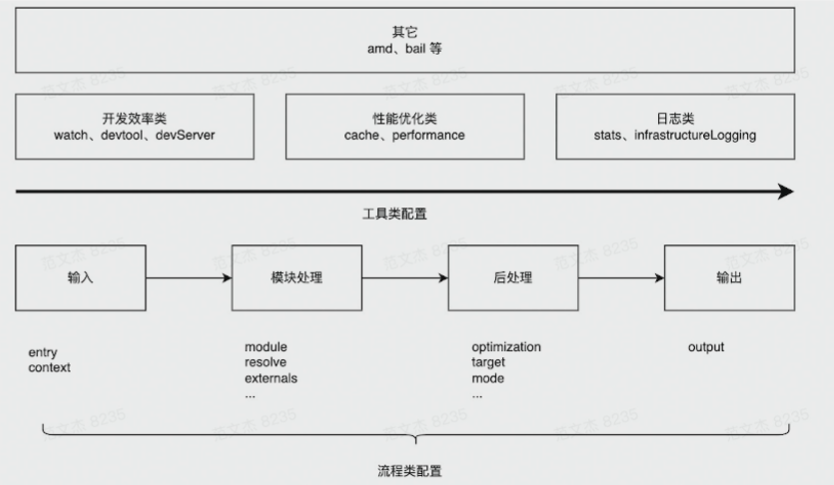 其它
amd、bail 等
开发效率类
watch、devtool、devServer
性能优化类
cache、performance
日志类
stats、infrastructureLogging
工具类配置
输入
模块处理
后处理
输出
entry
context
module
resolve
externals
...
optimization
target
mode
...
output
流程类配置
范文杰 8235